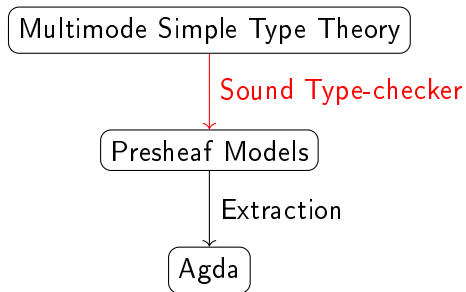 Multimode Simple Type Theory
Sound Type-checker
Presheaf Models
Extraction
Agda